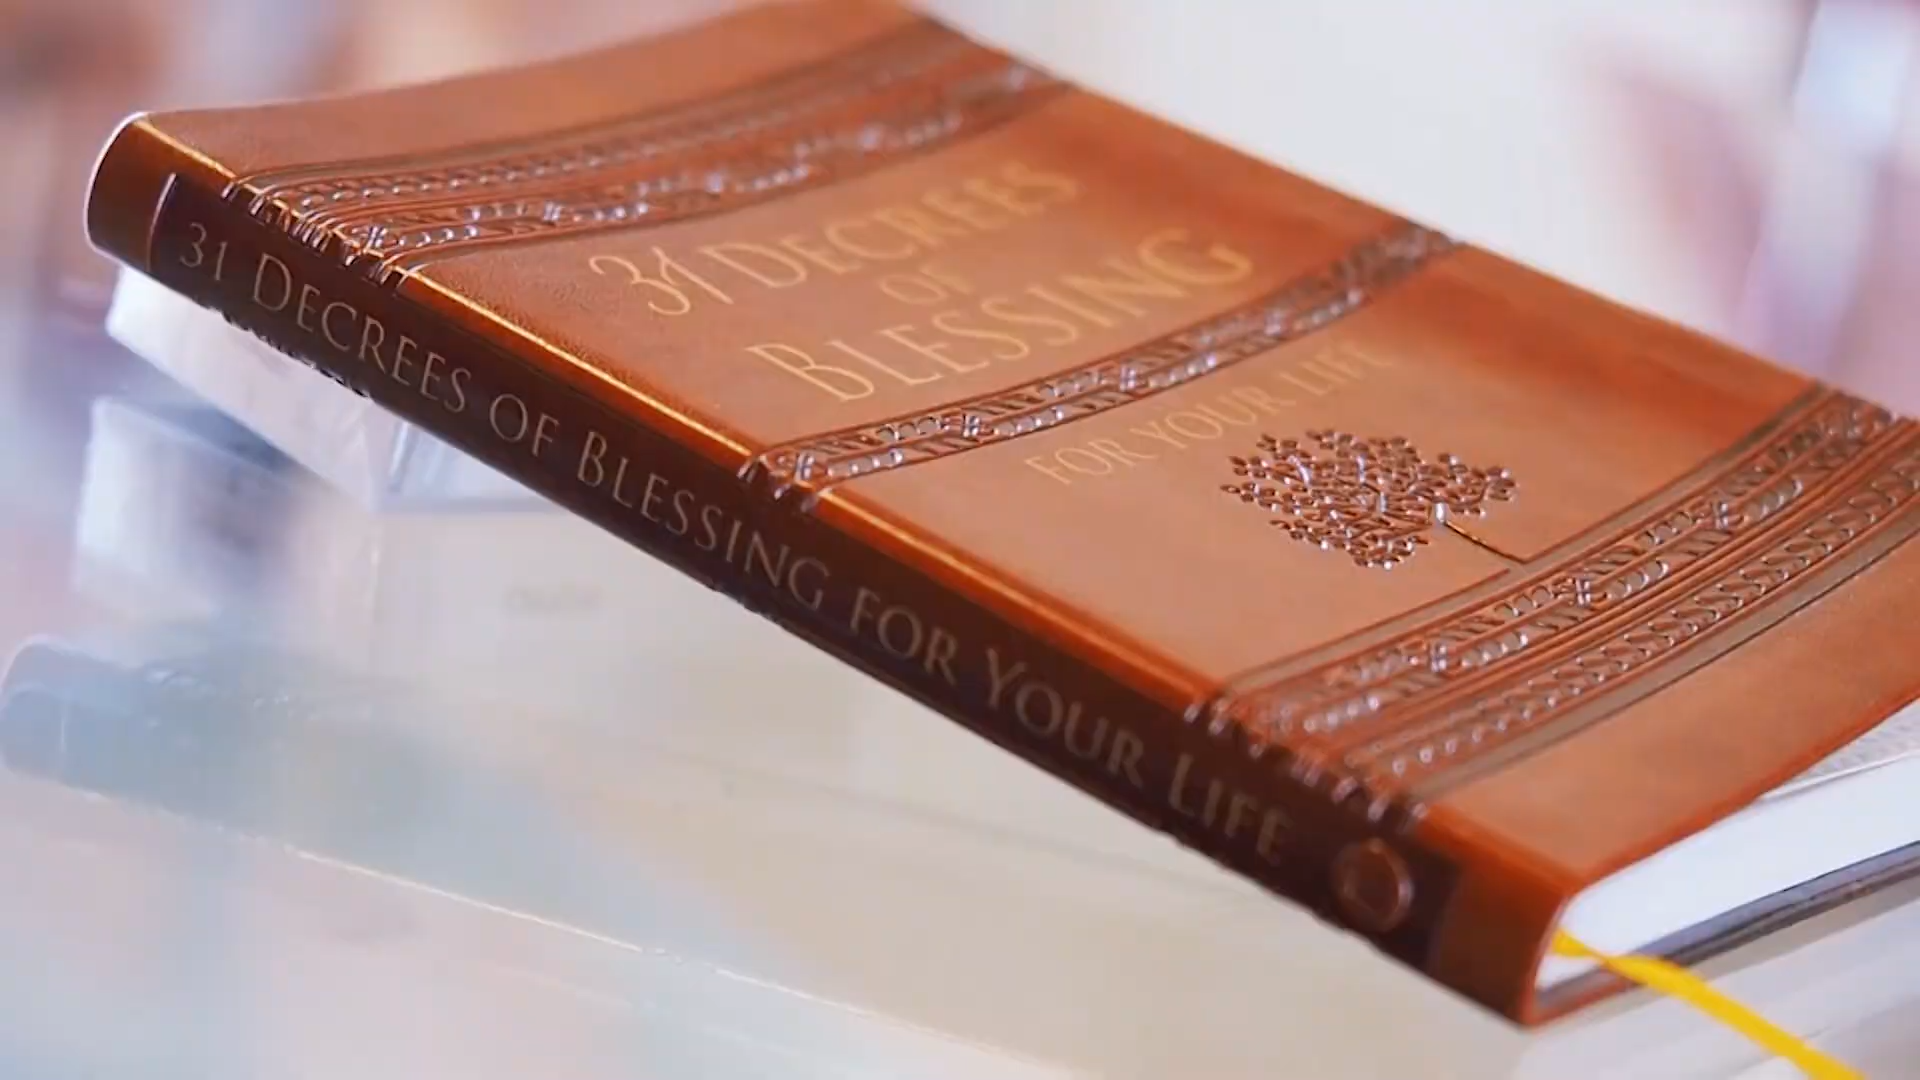 31 DECREES
OF
BLESSING
FOR YOUR LIFE
31 DECREES OF BLESSING FOR YOUR LIFE